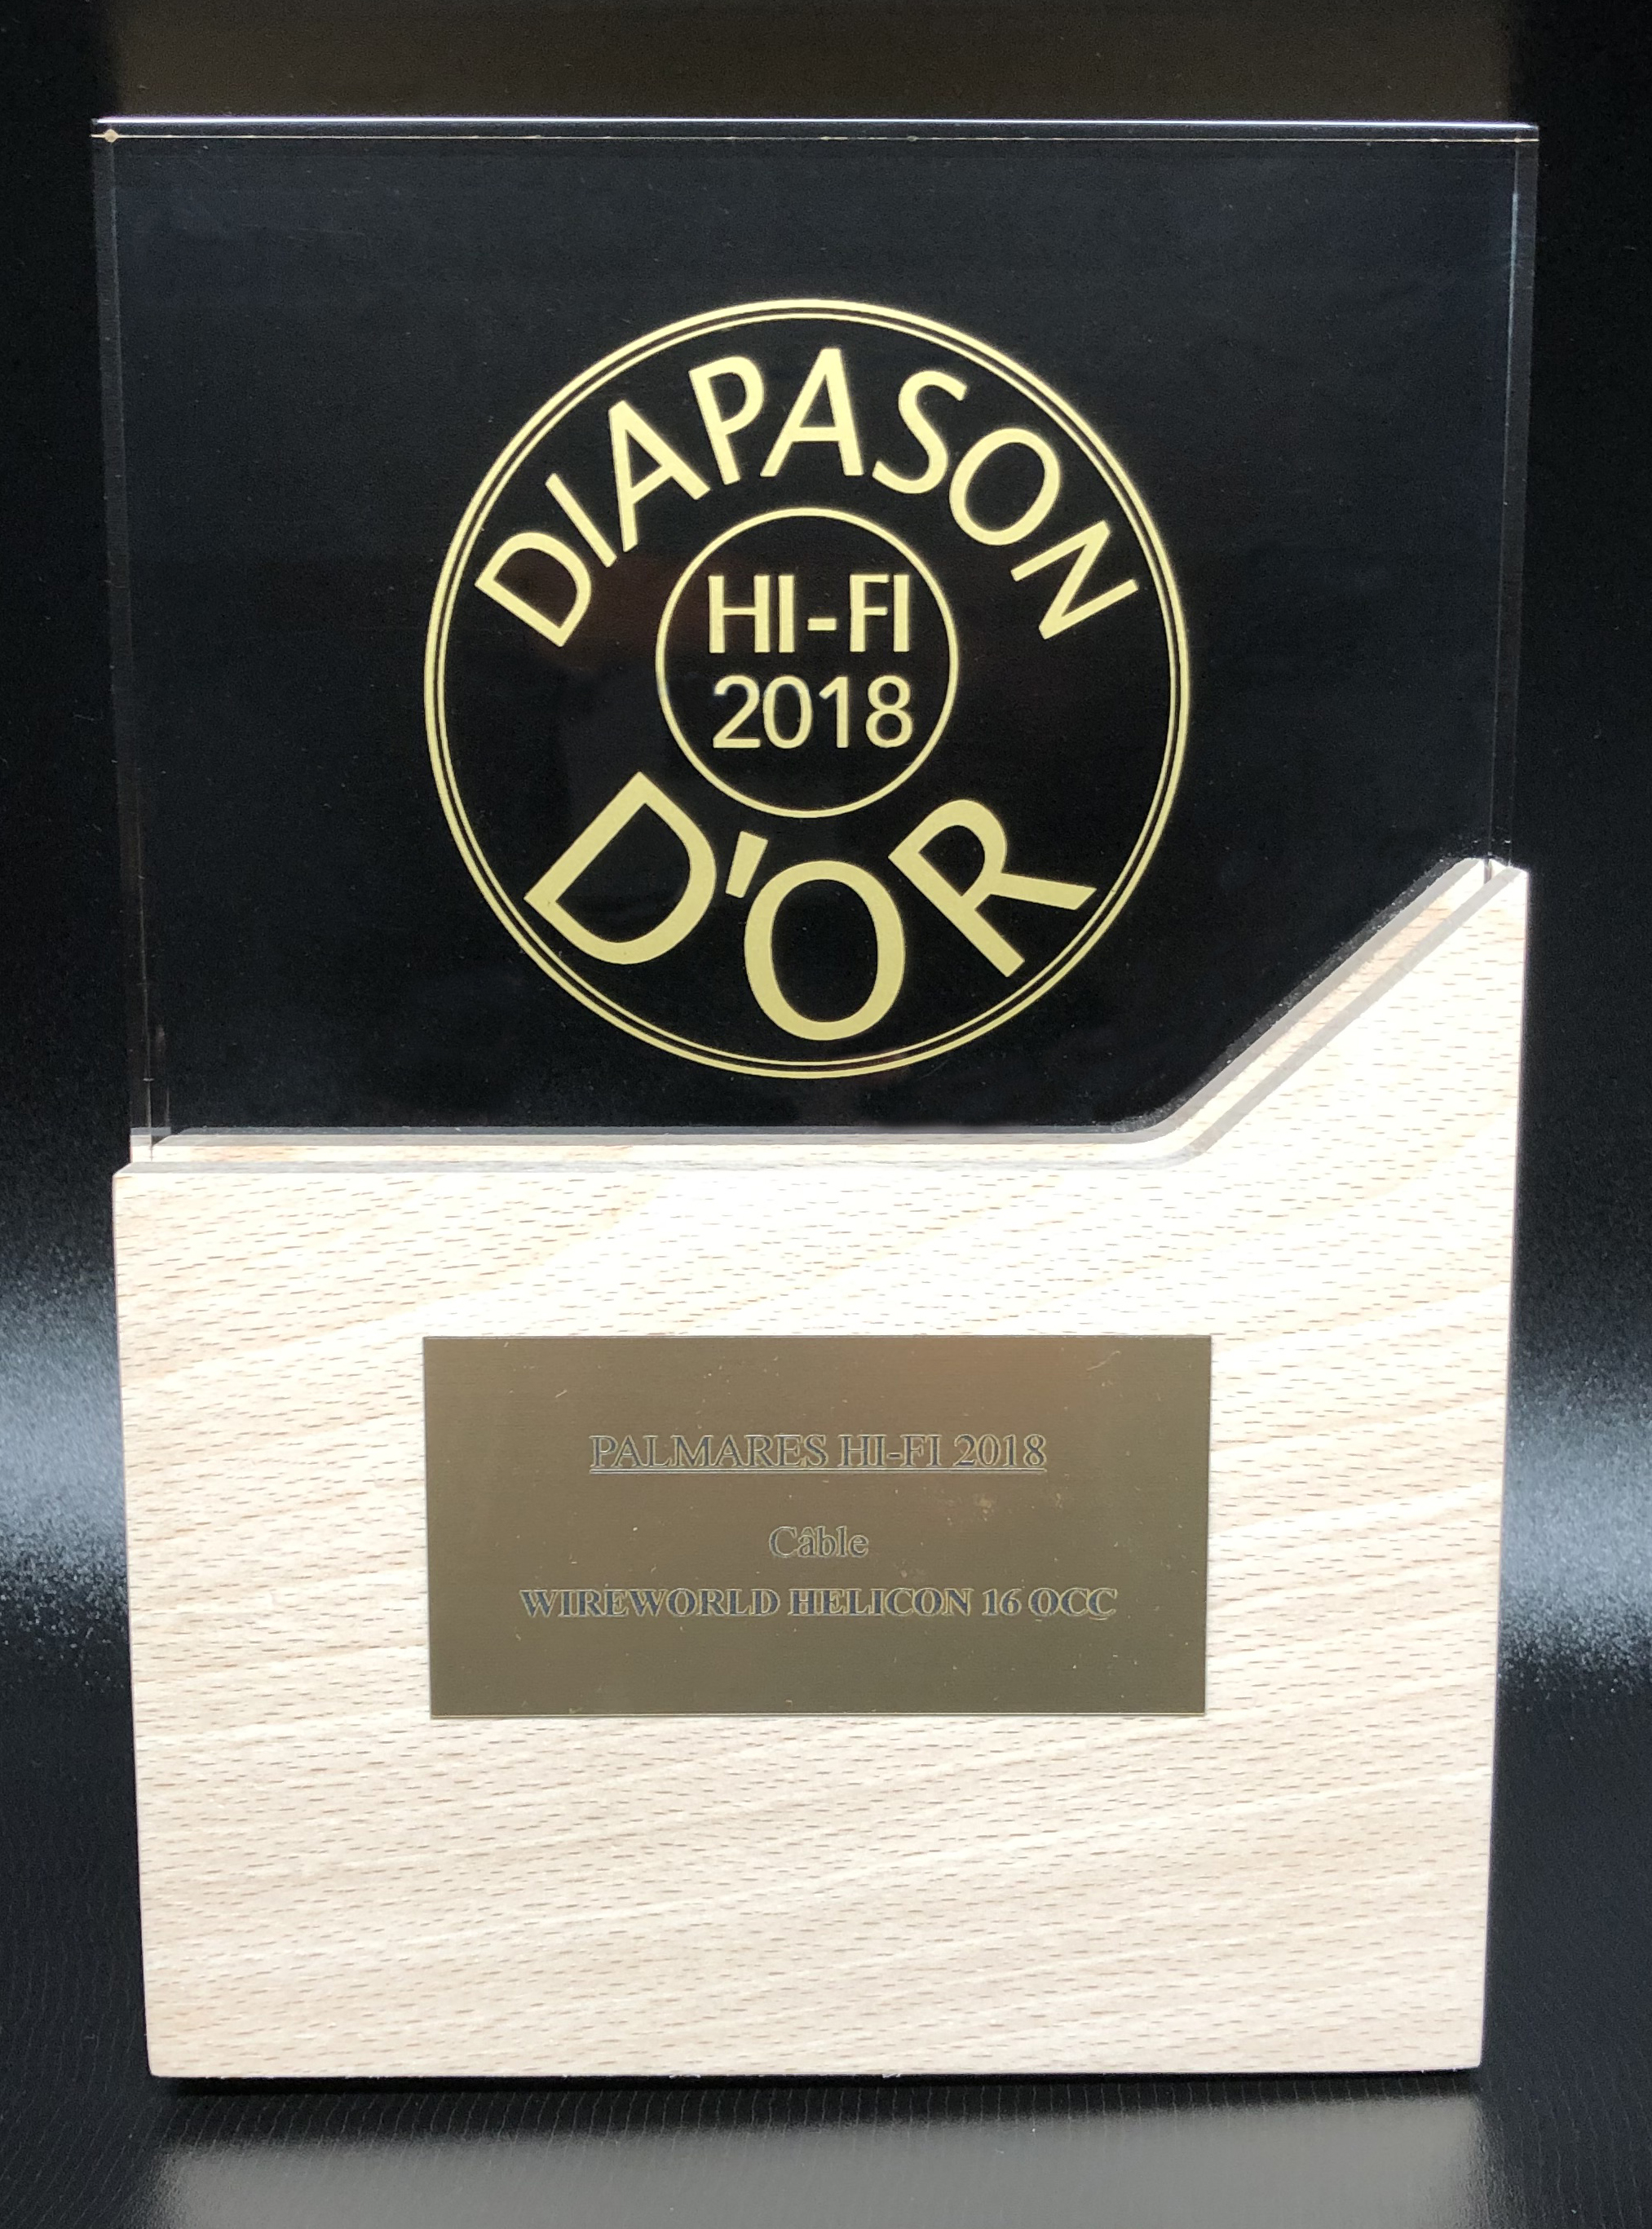 DIAPASON
HI-FI
2018
D'OR
PALMARES HI-FI 2018
Câble
WIREWORLD HELICON 16 OCC